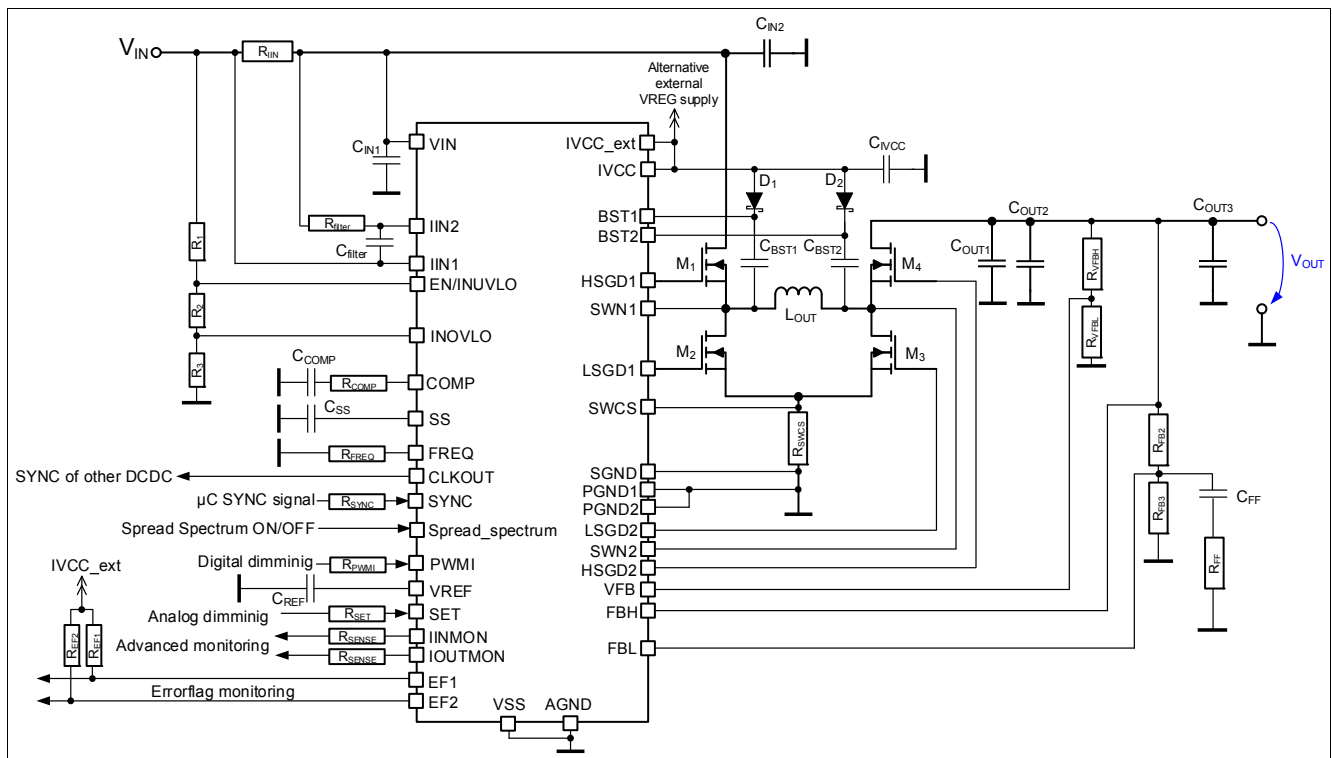 VIN
RIIN
CIN2
Alternative
external
VREG supply
CIN1
VIN
IVCC_ext
CIVCC
IVCC
D1
D2
Rfilter
IIN2
BST1
BST2
Cfilter
R1
IIN1
CBST1
CBST2
COUT1
COUT2
COUT3
M1
M4
RVFBH
VOUT
EN/INUVLO
HSGD1
R2
SWN1
LOUT
INOVLO
RVFBL
M2
M3
R3
CCOMP
RCOMP
COMP
LSGD1
CSS
SS
SWCS
RSWCS
RFB2
RFREQ
FREQ
SYNC of other DCDC
CLKOUT
SGND
µC SYNC signal
RSYNC
SYNC
PGND1
PGND2
RFB3
CFF
Spread Spectrum ON/OFF
Spread_spectrum
LSGD2
SWN2
Digital dimminig
RPWMI
PWMI
HSGD2
IVCC_ext
CREF
VREF
VFB
RFF
Analog dimminig
RSET
SET
FBH
REF2
REF1
Advanced monitoring
RSENSE
IINMON
RSENSE
IOUTMON
FBL
EF1
Errorflag monitoring
EF2
VSS
AGND